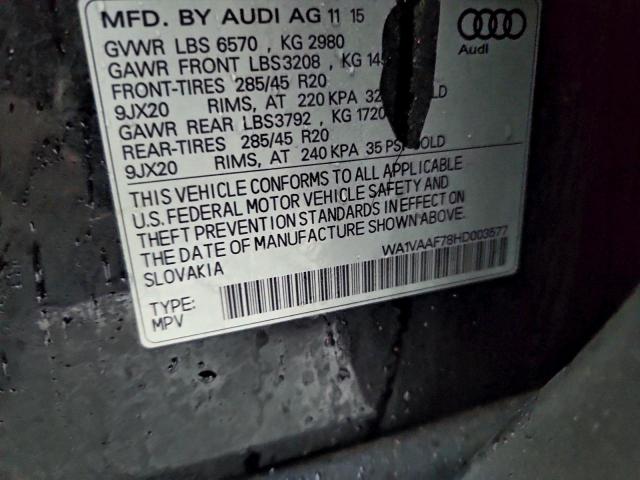 MFD. BY AUDI AG 11 15
Audi
GVWR LBS 6570 , KG 2980
GAWR FRONT LBS3208 , KG
FRONT-TIRES 285/45 R20
9JX20 RIMS, AT 220 KPA
GAWR REAR LBS3792 , KG 1720
REAR-TIRES 285/45 R20
9JX20 RIMS, AT 240 KPA 35 PSI COLD
THIS VEHICLE CONFORMS TO ALL APPLICABLE
U.S. FEDERAL MOTOR VEHICLE SAFETY AND
THEFT PREVENTION STANDARDS IN EFFECT ON
THE DATE OF MANUFACTURE SHOWN ABOVE.
SLOVAKIA
WA1VAAF78HD003577
TYPE:
MPV